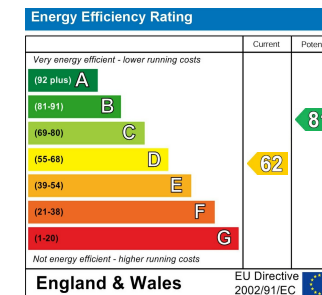 Energy Efficiency Rating
Current
Very energy efficient - lower running costs
(92 plus) A
(81-91) B
(69-80) C
(55-68) D
(39-54) E
(21-38) F
(1-20) G
62
Not energy efficient - higher running costs
England & Wales
EU Directive
2002/91/EC